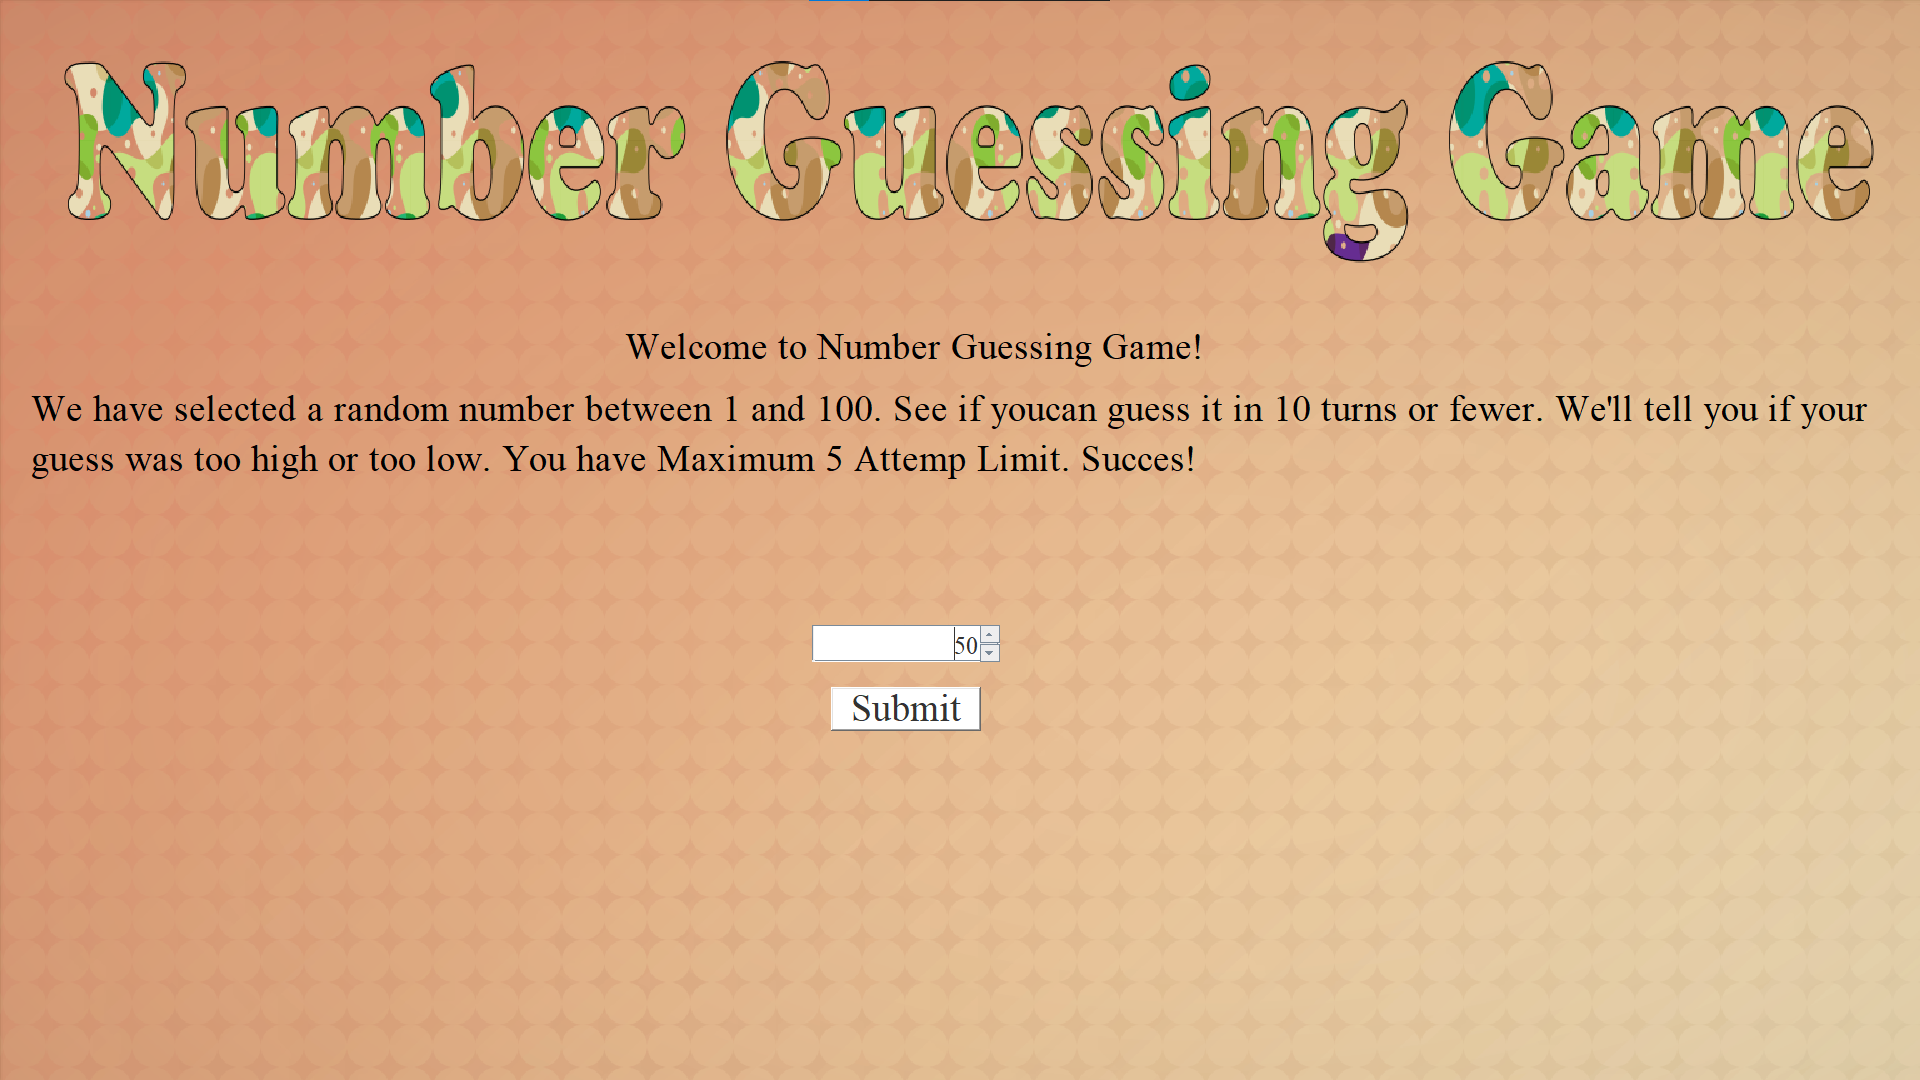 Number Guessing Game
Welcome to Number Guessing Game!
We have selected a random number between 1 and 100. See if youcan guess it in 10 turns or fewer. We'll tell you if your
guess was too high or too low. You have Maximum 5 Attemp Limit. Succes!
50
Submit